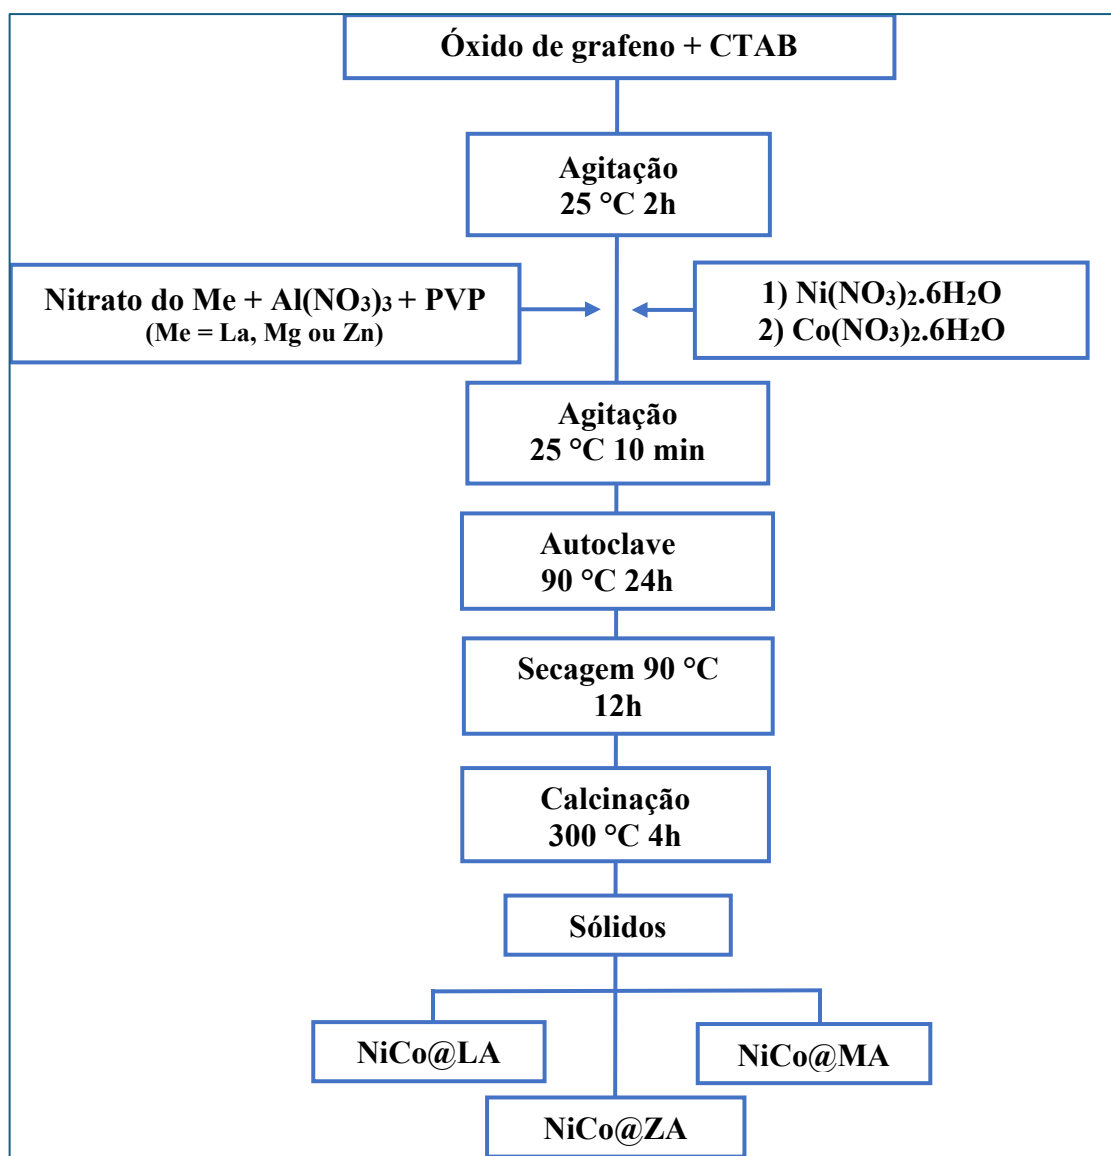 Óxido de grafeno + CTAB
Agitação
25 °C 2h
Nitrato do Me + Al(NO₃)₃ + PVP
(Me = La, Mg ou Zn)
1) Ni(NO₃)₂.6H₂O
2) Co(NO₃)₂.6H₂O
Agitação
25 °C 10 min
Autoclave
90 °C 24h
Secagem 90 °C
12h
Calcinação
300 °C 4h
Sólidos
NiCo@LA
NiCo@MA
NiCo@ZA